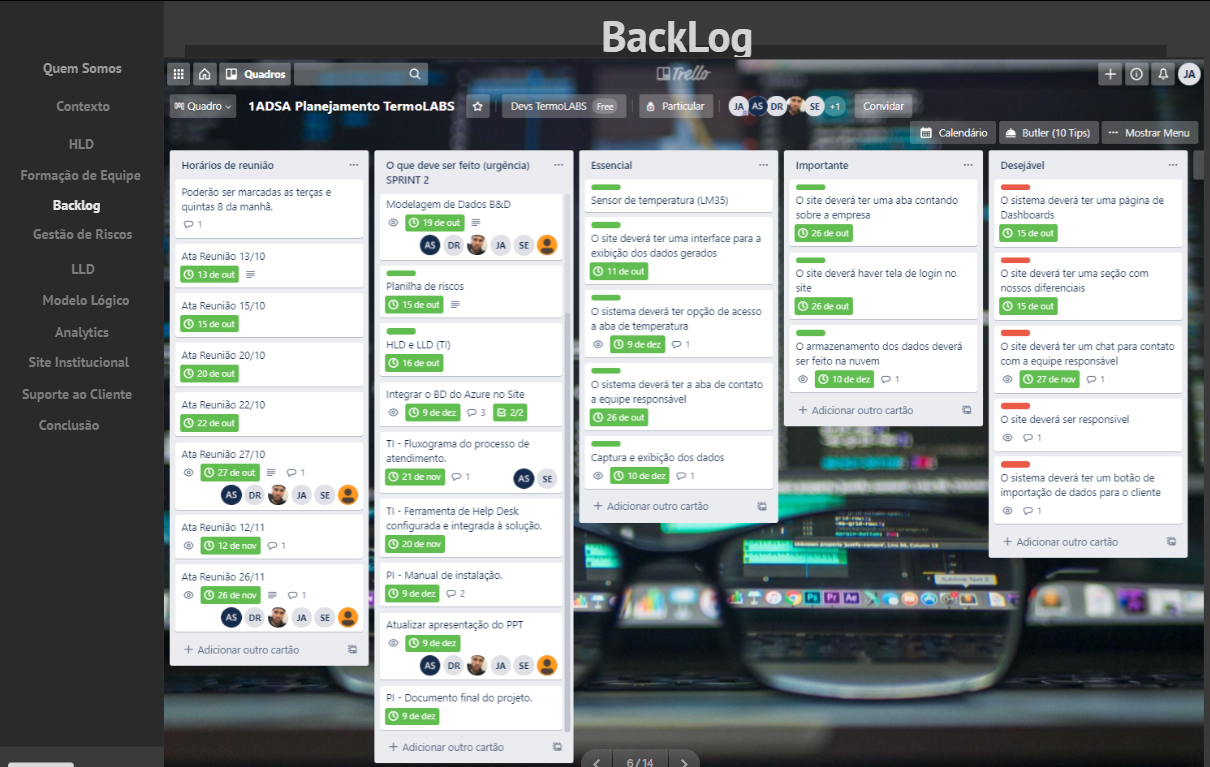 BackLog
Quem Somos
Contexto
HLD
Formação de Equipe
Backlog
Gestão de Riscos
LLD
Modelo Lógico
Analytics
Site Institucional
Suporte ao Cliente
Conclusão
Quadros
Trello
JA
Quadro
1ADSA Planejamento TermoLABS
Devs TermoLABS Free
Particular
JA AS DR SE +1
Convidar
Calendário
Butler (10 Tips)
Mostrar Menu
Horários de reunião
Poderão ser marcadas as terças e
quintas 8 da manhã.
1
Ata Reunião 13/10
13 de out
Ata Reunião 15/10
15 de out
Ata Reunião 20/10
20 de out
Ata Reunião 22/10
22 de out
Ata Reunião 27/10
27 de out 1
AS DR JA SE
Ata Reunião 12/11
12 de nov 1
Ata Reunião 26/11
26 de nov 1
AS DR JA SE
+ Adicionar outro cartão
O que deve ser feito (urgência)
SPRINT 2
Modelagem de Dados B&D
19 de out
AS DR JA SE
Planilha de riscos
15 de out
HLD e LLD (TI)
16 de out
Integrar o BD do Azure no Site
9 de dez 3 2/2
TI - Fluxograma do processo de
atendimento.
21 de nov 1
AS SE
TI - Ferramenta de Help Desk
configurada e integrada à solução.
20 de nov
PI - Manual de instalação.
9 de dez 2
Atualizar apresentação do PPT
9 de dez
AS DR JA SE
PI - Documento final do projeto.
9 de dez
+ Adicionar outro cartão
Essencial
Sensor de temperatura (LM35)
O site deverá ter uma interface para a
exibição dos dados gerados
11 de out
O sistema deverá ter opção de acesso
a aba de temperatura
9 de dez 1
O sistema deverá ter a aba de contato
a equipe responsável
26 de out
Captura e exibição dos dados
10 de dez 1
+ Adicionar outro cartão
Importante
O site deverá ter uma aba contando
sobre a empresa
26 de out
O site deverá haver tela de login no
site
26 de out
O armazenamento dos dados deverá
ser feito na nuvem
10 de dez 1
+ Adicionar outro cartão
Desejável
O sistema deverá ter uma página de
Dashboards
15 de out
O sistema deverá ter uma seção com
nossos diferenciais
15 de out
O site deverá ter um chat para contato
com a equipe responsável
27 de nov 1
O site deverá ser responsivel
1
O sistema deverá ter um botão de
importação de dados para o cliente
1
+ Adicionar outro cartão
Ps Pr Ae
6/14